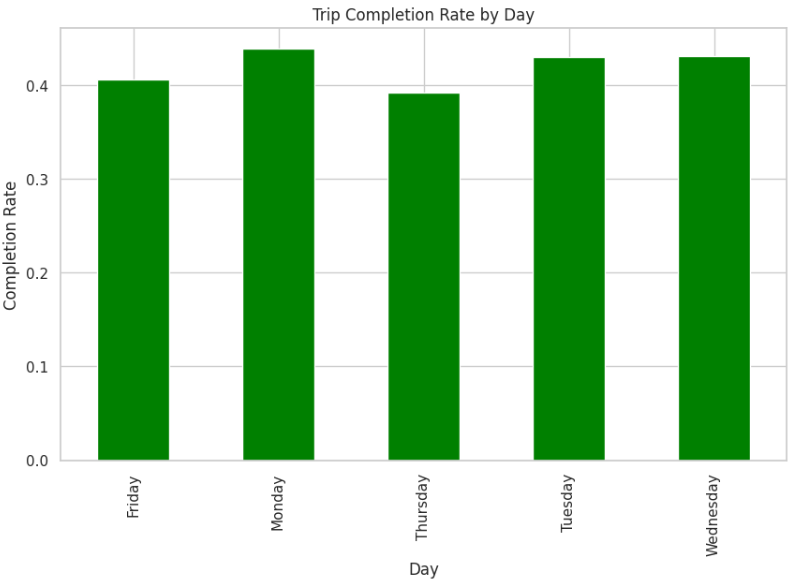 Trip Completion Rate by Day
Completion Rate
0.4
0.3
0.2
0.1
0.0
Friday
Monday
Thursday
Tuesday
Wednesday
Day